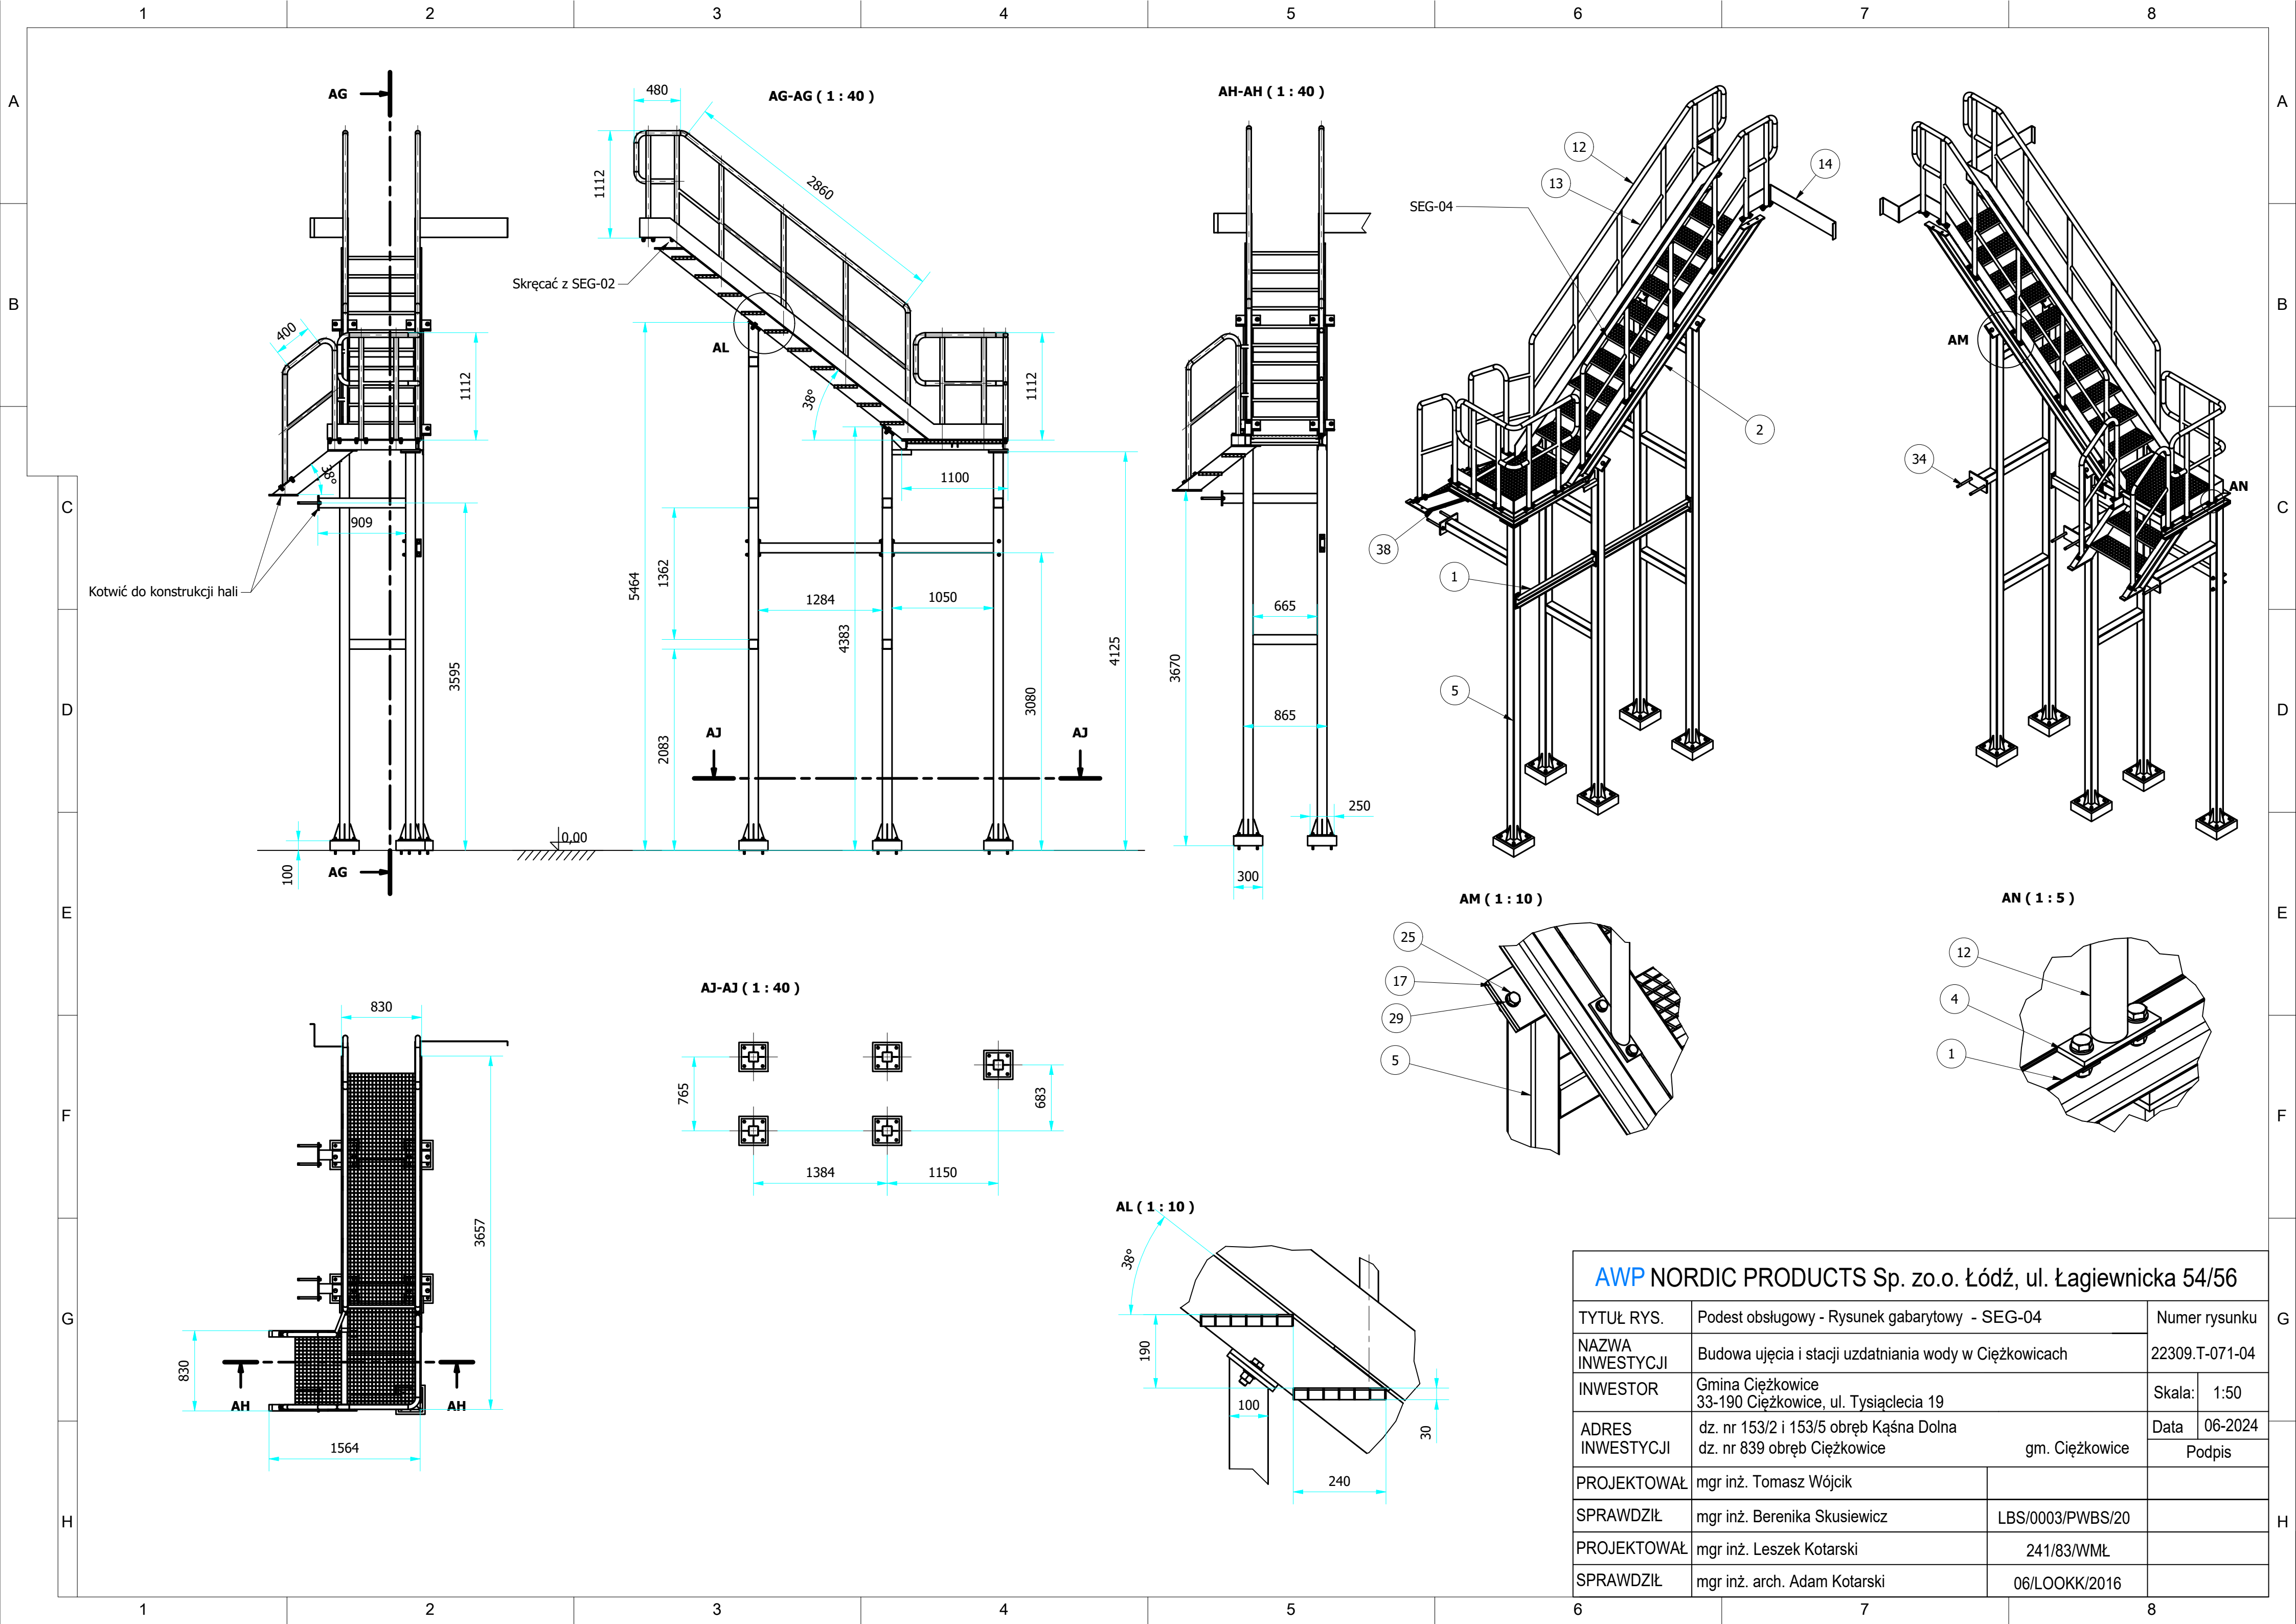 1 2 3 4 5 6 7 8
A A
B B
C C
D D
E E
F F
G G
H H
AG
400
1112
38°
909
Kotwić do konstrukcji hali
3595
100
AG
AG-AG ( 1 : 40 )
480
1112
2860
Skręcać z SEG-02
AL
38°
1112
1100
5464
1362
1284
1050
4383
4125
3080
2083
AJ
AJ
0,00
AH-AH ( 1 : 40 )
665
3670
865
250
300
12
13
14
SEG-04
2
38
1
5
AM
34
AN
830
3657
830
AH
AH
1564
AJ-AJ ( 1 : 40 )
765
683
1384
1150
AL ( 1 : 10 )
38°
190
100
30
240
AM ( 1 : 10 )
25
17
29
5
AN ( 1 : 5 )
12
4
1
AWP NORDIC PRODUCTS Sp. zo.o. Łódź, ul. Łagiewnicka 54/56
TYTUŁ RYS. Podest obsługowy - Rysunek gabarytowy - SEG-04 Numer rysunku
NAZWA
INWESTYCJI Budowa ujęcia i stacji uzdatniania wody w Ciężkowicach 22309.T-071-04
INWESTOR Gmina Ciężkowice
33-190 Ciężkowice, ul. Tysiąclecia 19 Skala: 1:50
ADRES
INWESTYCJI dz. nr 153/2 i 153/5 obręb Kąśna Dolna Data 06-2024
dz. nr 839 obręb Ciężkowice gm. Ciężkowice Podpis
PROJEKTOWAŁ mgr inż. Tomasz Wójcik
SPRAWDZIŁ mgr inż. Berenika Skusiewicz LBS/0003/PWBS/20
PROJEKTOWAŁ mgr inż. Leszek Kotarski 241/83/WMŁ
SPRAWDZIŁ mgr inż. arch. Adam Kotarski 06/LOOKK/2016
1 2 3 4 5 6 7 8